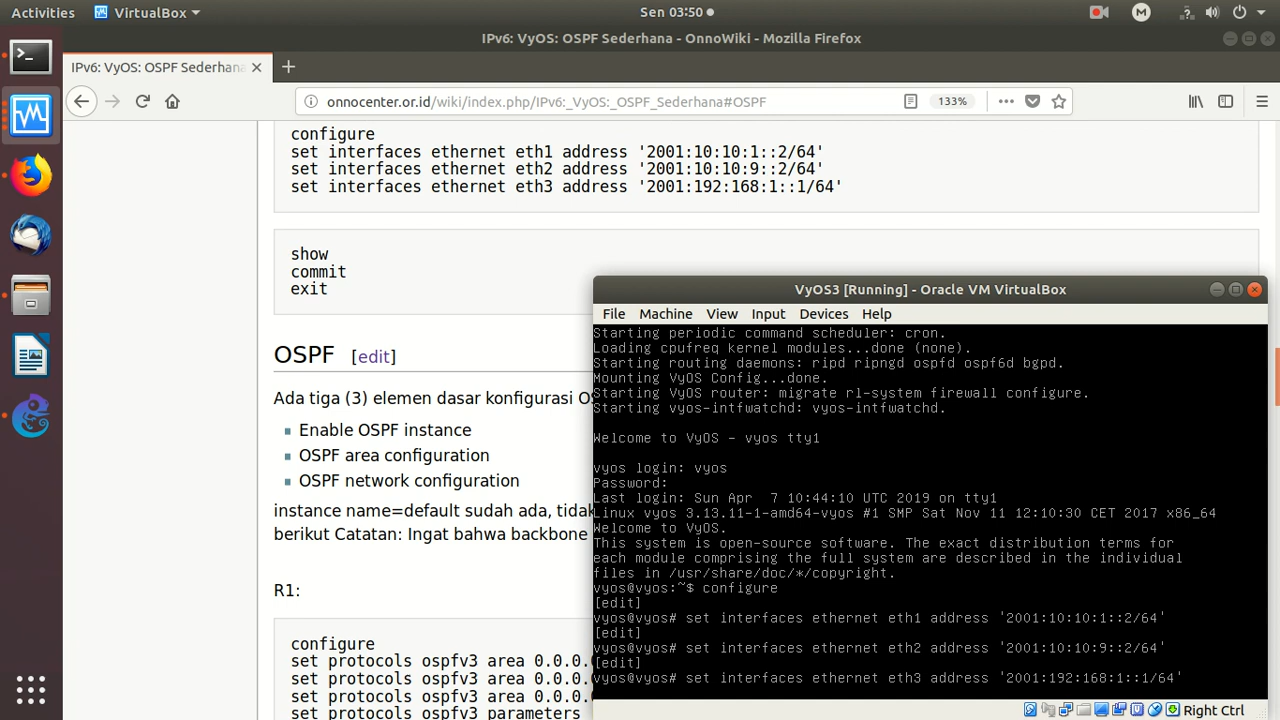 Activities
VirtualBox
Sen 03:50
M
IPv6: VyOS: OSPF Sederhana - OnnoWiki - Mozilla Firefox
IPv6: VyOS: OSPF Sederhana
onnocenter.or.id/wiki/index.php/IPv6:_VyOS:_OSPF_Sederhana#OSPF
133%
configure
set interfaces ethernet eth1 address '2001:10:10:1::2/64'
set interfaces ethernet eth2 address '2001:10:10:9::2/64'
set interfaces ethernet eth3 address '2001:192:168:1::1/64'
show
commit
exit
OSPF [edit]
Ada tiga (3) elemen dasar konfigurasi
Enable OSPF instance
OSPF area configuration
OSPF network configuration
instance name=default sudah ada,
berikut Catatan: Ingat bahwa backbone
R1:
configure
set protocols ospfv3 area 0.0.0.
set protocols ospfv3 area 0.0.0.
set protocols ospfv3 area 0.0.0.
set protocols ospfv3 parameters
VyOS3 [Running] - Oracle VM VirtualBox
File Machine View Input Devices Help
Starting periodic command scheduler: cron.
Loading cpufreq kernel modules...done (none).
Starting routing daemons: ripd ripngd ospfd ospf6d bgpd.
Mounting VyOS Config...done.
Starting VyOS router: migrate rl-system firewall configure.
Starting vyos-intfwatchd: vyos-intfwatchd.
Welcome to VyOS - vyos tty1
vyos login: vyos
Password:
Last login: Sun Apr  7 10:44:10 UTC 2019 on tty1
Linux vyos 3.13.11-1-amd64-vyos #1 SMP Sat Nov 11 12:10:30 CET 2017 x86_64
Welcome to VyOS.
This system is open-source software. The exact distribution terms for
each module comprising the full system are described in the individual
files in /usr/share/doc/*/copyright.
vyos@vyos:~$ configure
[edit]
vyos@vyos# set interfaces ethernet eth1 address '2001:10:10:1::2/64'
[edit]
vyos@vyos# set interfaces ethernet eth2 address '2001:10:10:9::2/64'
[edit]
vyos@vyos# set interfaces ethernet eth3 address '2001:192:168:1::1/64'
Right Ctrl